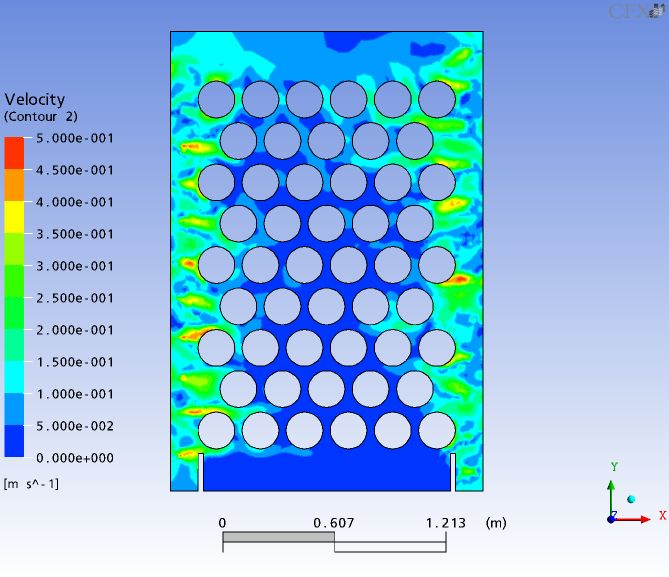 CFX
Velocity
(Contour 2)
5.000e-001
4.500e-001
4.000e-001
3.500e-001
3.000e-001
2.500e-001
2.000e-001
1.500e-001
1.000e-001
5.000e-002
0.000e+000
[m s^-1]
0 0.607 1.213 (m)
Y
Z X